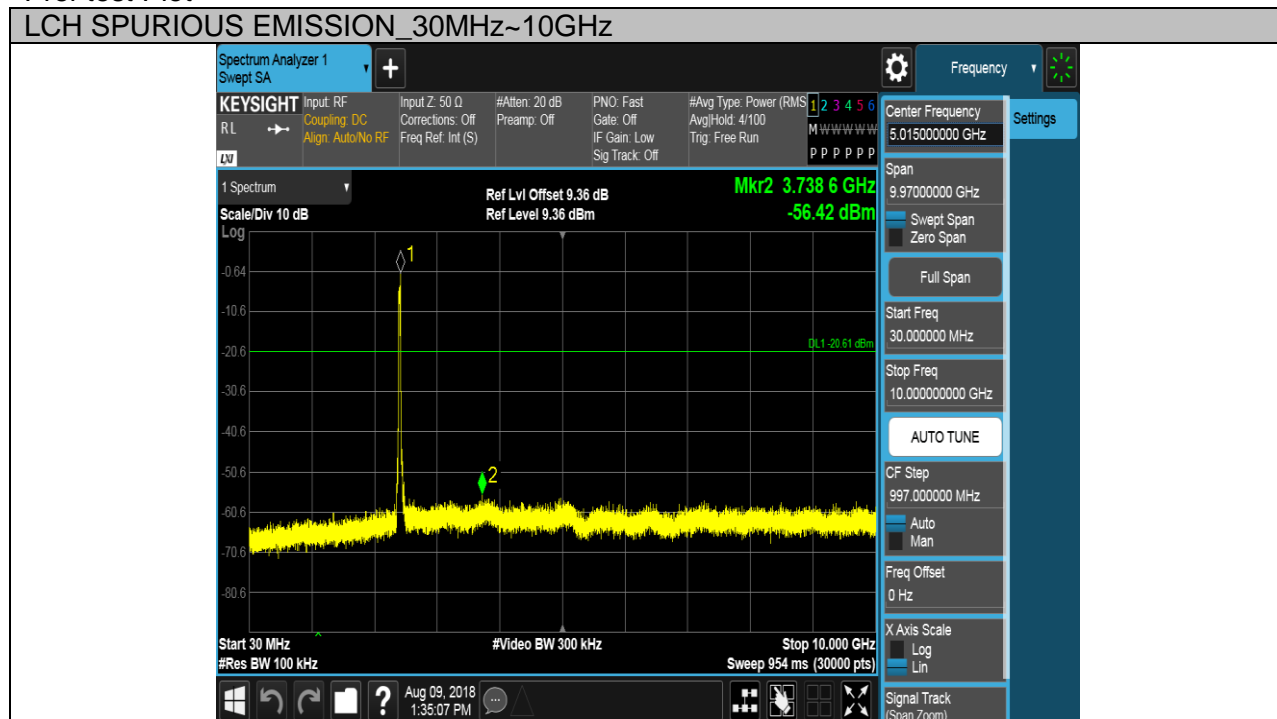 LCH SPURIOUS EMISSION_30MHz~10GHz
Spectrum Analyzer 1
Swept SA
Frequency
KEYSIGHT
RL
LXI
Input: RF
Coupling: DC
Align: Auto/No RF
Input Z: 50 Ω
Corrections: Off
Freq Ref: Int (S)
#Atten: 20 dB
Preamp: Off
PNO: Fast
Gate: Off
IF Gain: Low
Sig Track: Off
#Avg Type: Power (RMS
Avg|Hold: 4/100
Trig: Free Run
1 2 3 4 5 6
M W W W W W
P P P P P P
Settings
1 Spectrum
Scale/Div 10 dB
Ref Lvl Offset 9.36 dB
Ref Level 9.36 dBm
Mkr2 3.738 6 GHz
-56.42 dBm
Log
1
-0.64
-10.6
-20.6
DL1 -20.61 dBm
-30.6
-40.6
-50.6
2
-60.6
-70.6
-80.6
Start 30 MHz
#Res BW 100 kHz
#Video BW 300 kHz
Stop 10.000 GHz
Sweep 954 ms (30000 pts)
?
Aug 09, 2018
1:35:07 PM
Center Frequency
5.015000000 GHz
Span
9.97000000 GHz
Swept Span
Zero Span
Full Span
Start Freq
30.000000 MHz
Stop Freq
10.000000000 GHz
AUTO TUNE
CF Step
997.000000 MHz
Auto
Man
Freq Offset
0 Hz
X Axis Scale
Log
Lin
Signal Track
(Span Zoom)